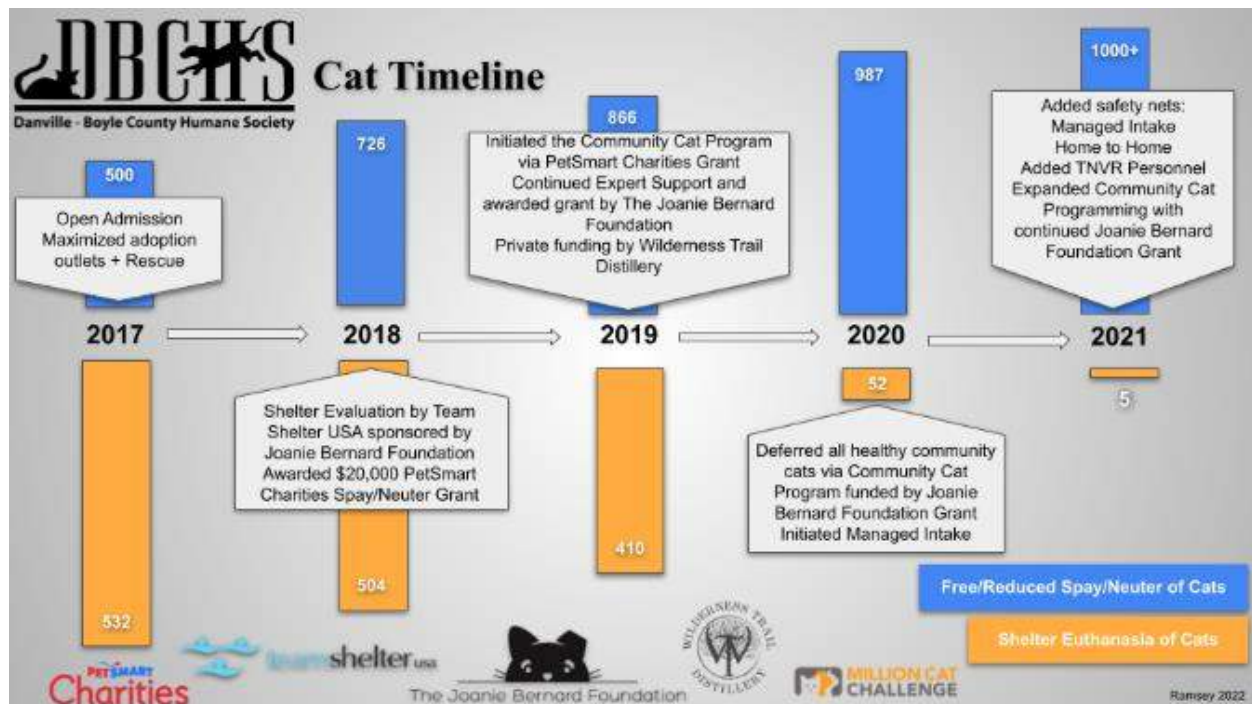 DBCHS
Cat Timeline
Danville - Boyle County Humane Society
500
Open Admission
Maximized adoption
outlets + Rescue
726
866
Initiated the Community Cat Program
via PetSmart Charities Grant
Continued Expert Support and
awarded grant by The Joanie Bernard
Foundation
Private funding by Wilderness Trail
Distillery
987
1000+
Added safety nets:
Managed Intake
Home to Home
Added TNVR Personnel
Expanded Community Cat
Programming with
continued Joanie Bernard
Foundation Grant
2017
2018
2019
2020
2021
532
Shelter Evaluation by Team
Shelter USA sponsored by
Joanie Bernard Foundation
Awarded $20,000 PetSmart
Charities Spay/Neuter Grant
504
410
52
Deferred all healthy community
cats via Community Cat
Program funded by Joanie
Bernard Foundation Grant
Initiated Managed Intake
5
Free/Reduced Spay/Neuter of Cats
Shelter Euthanasia of Cats
PETSMART
Charities
teamshelter usa
The Joanie Bernard Foundation
WILDERNESS TRAIL
DISTILLERY
MILLION CAT
CHALLENGE
Ramsey 2022